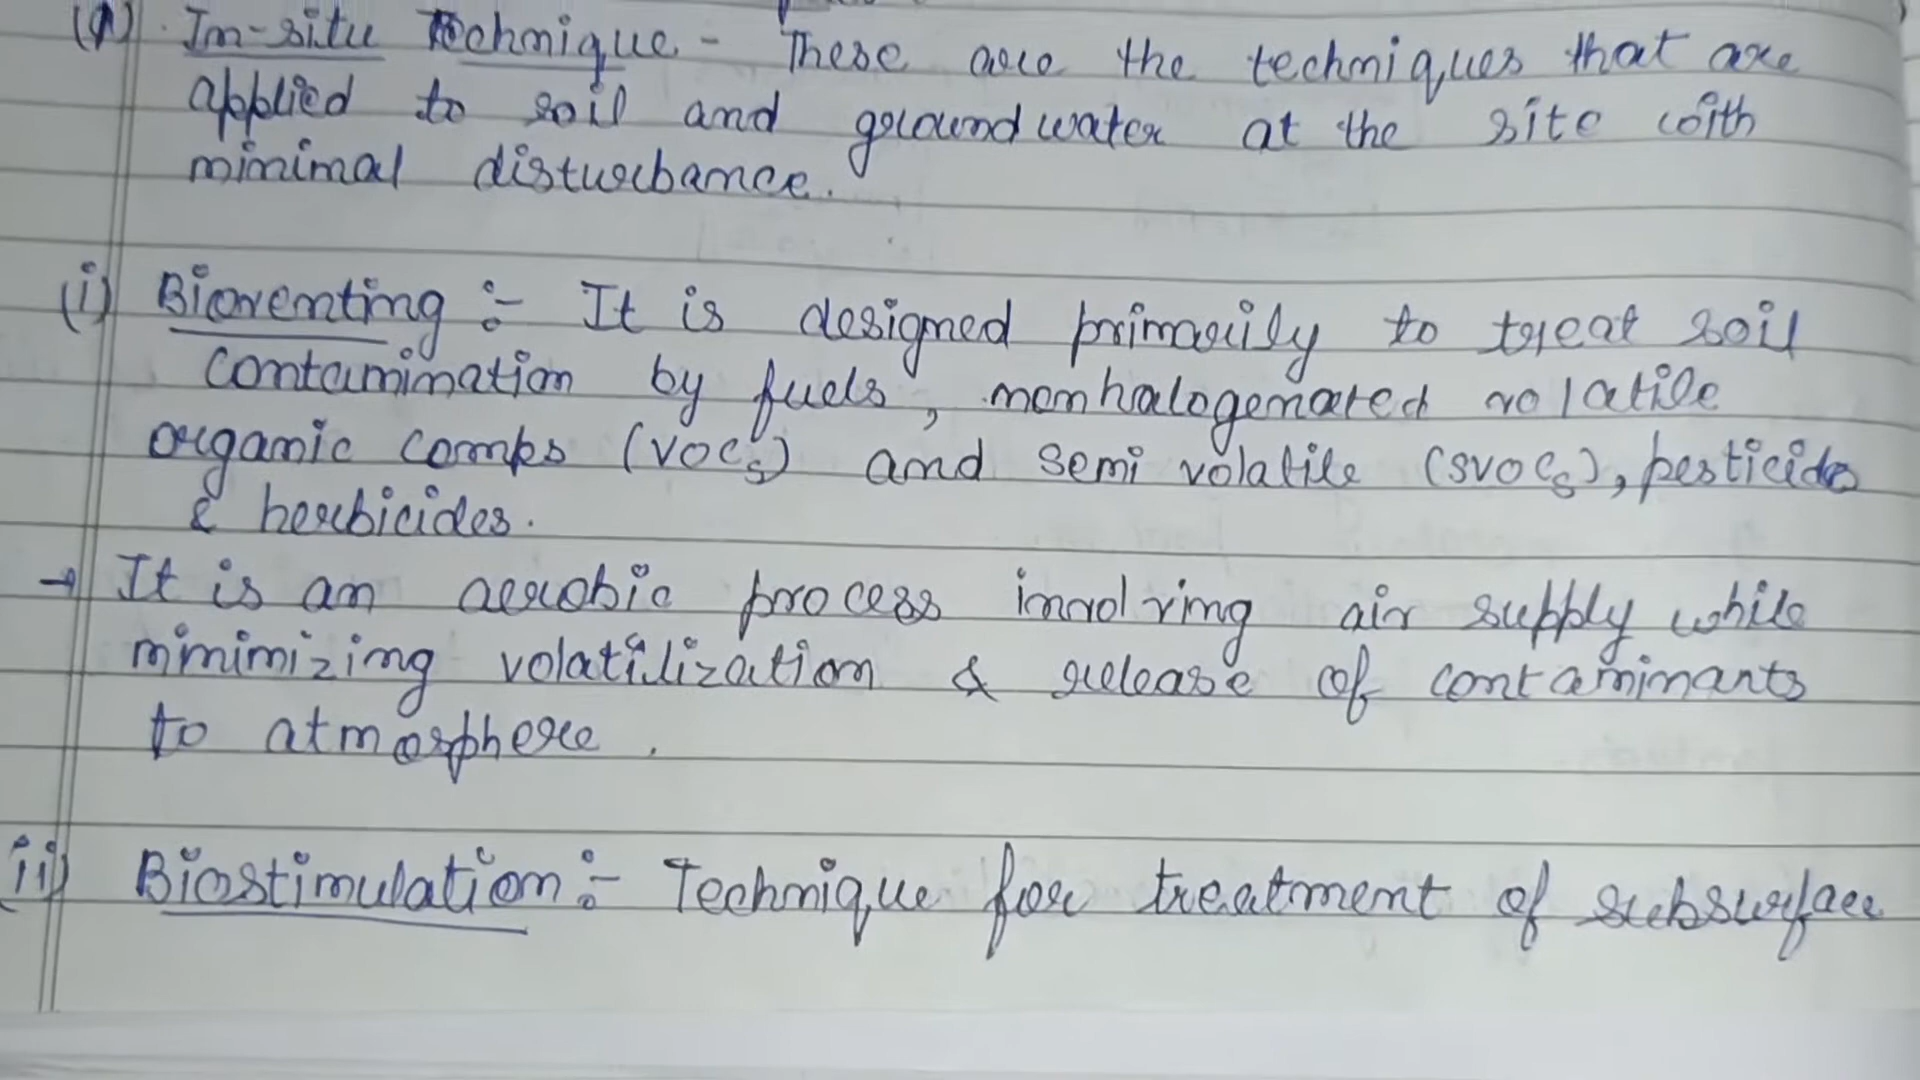 (A). In-situ Technique - These are the techniques that are
applied to soil and groundwater at the site with
minimal disturbance.
(i) Bioventing :- It is designed primarily to treat soil
contamination by fuels, nonhalogenated volatile
organic comps (VOCs) and semi volatile (SVOCs), pesticides
& herbicides.
→ It is an aerobic process involving air supply while
minimizing volatilization & release of contaminants
to atmosphere.
ii) Biostimulation :- Technique for treatment of subsurface